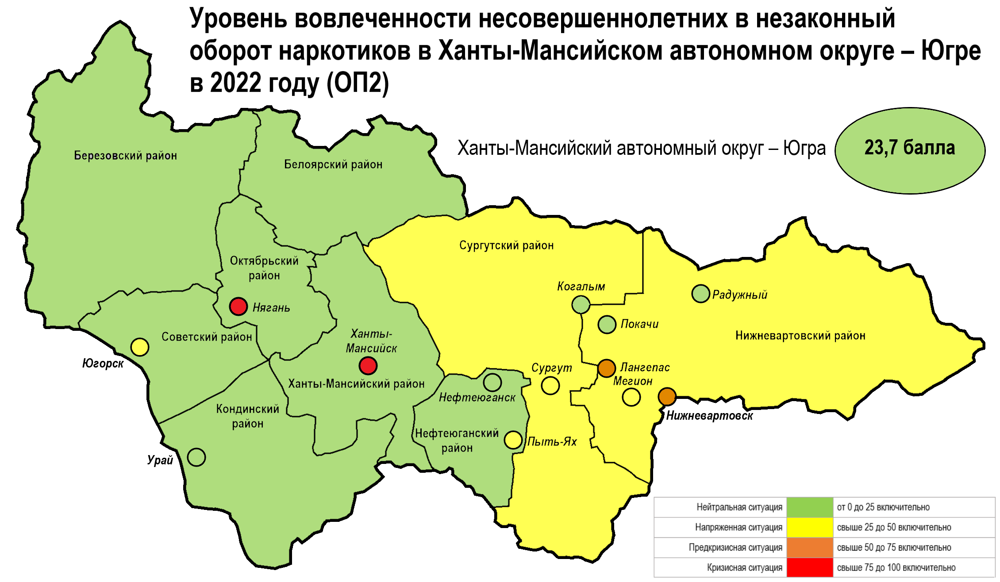 Уровень вовлеченности несовершеннолетних в незаконный
оборот наркотиков в Ханты-Мансийском автономном округе – Югре
в 2022 году (ОП2)
Ханты-Мансийский автономный округ – Югра
23,7 балла
Березовский район
Белоярский район
Сургутский район
Октябрьский
район
Когалым
Радужный
Нягань
Покачи
Советский район
Ханты-
Мансийск
Нижневартовский район
Югорск
Сургут
Лангепас
Мегион
Ханты-Мансийский район
Нефтеюганск
Кондинский
район
Нижневартовск
Нефтеюганский
район
Пыть-Ях
Урай
Нейтральная ситуация от 0 до 25 включительно
Напряженная ситуация свыше 25 до 50 включительно
Предкризисная ситуация свыше 50 до 75 включительно
Кризисная ситуация свыше 75 до 100 включительно